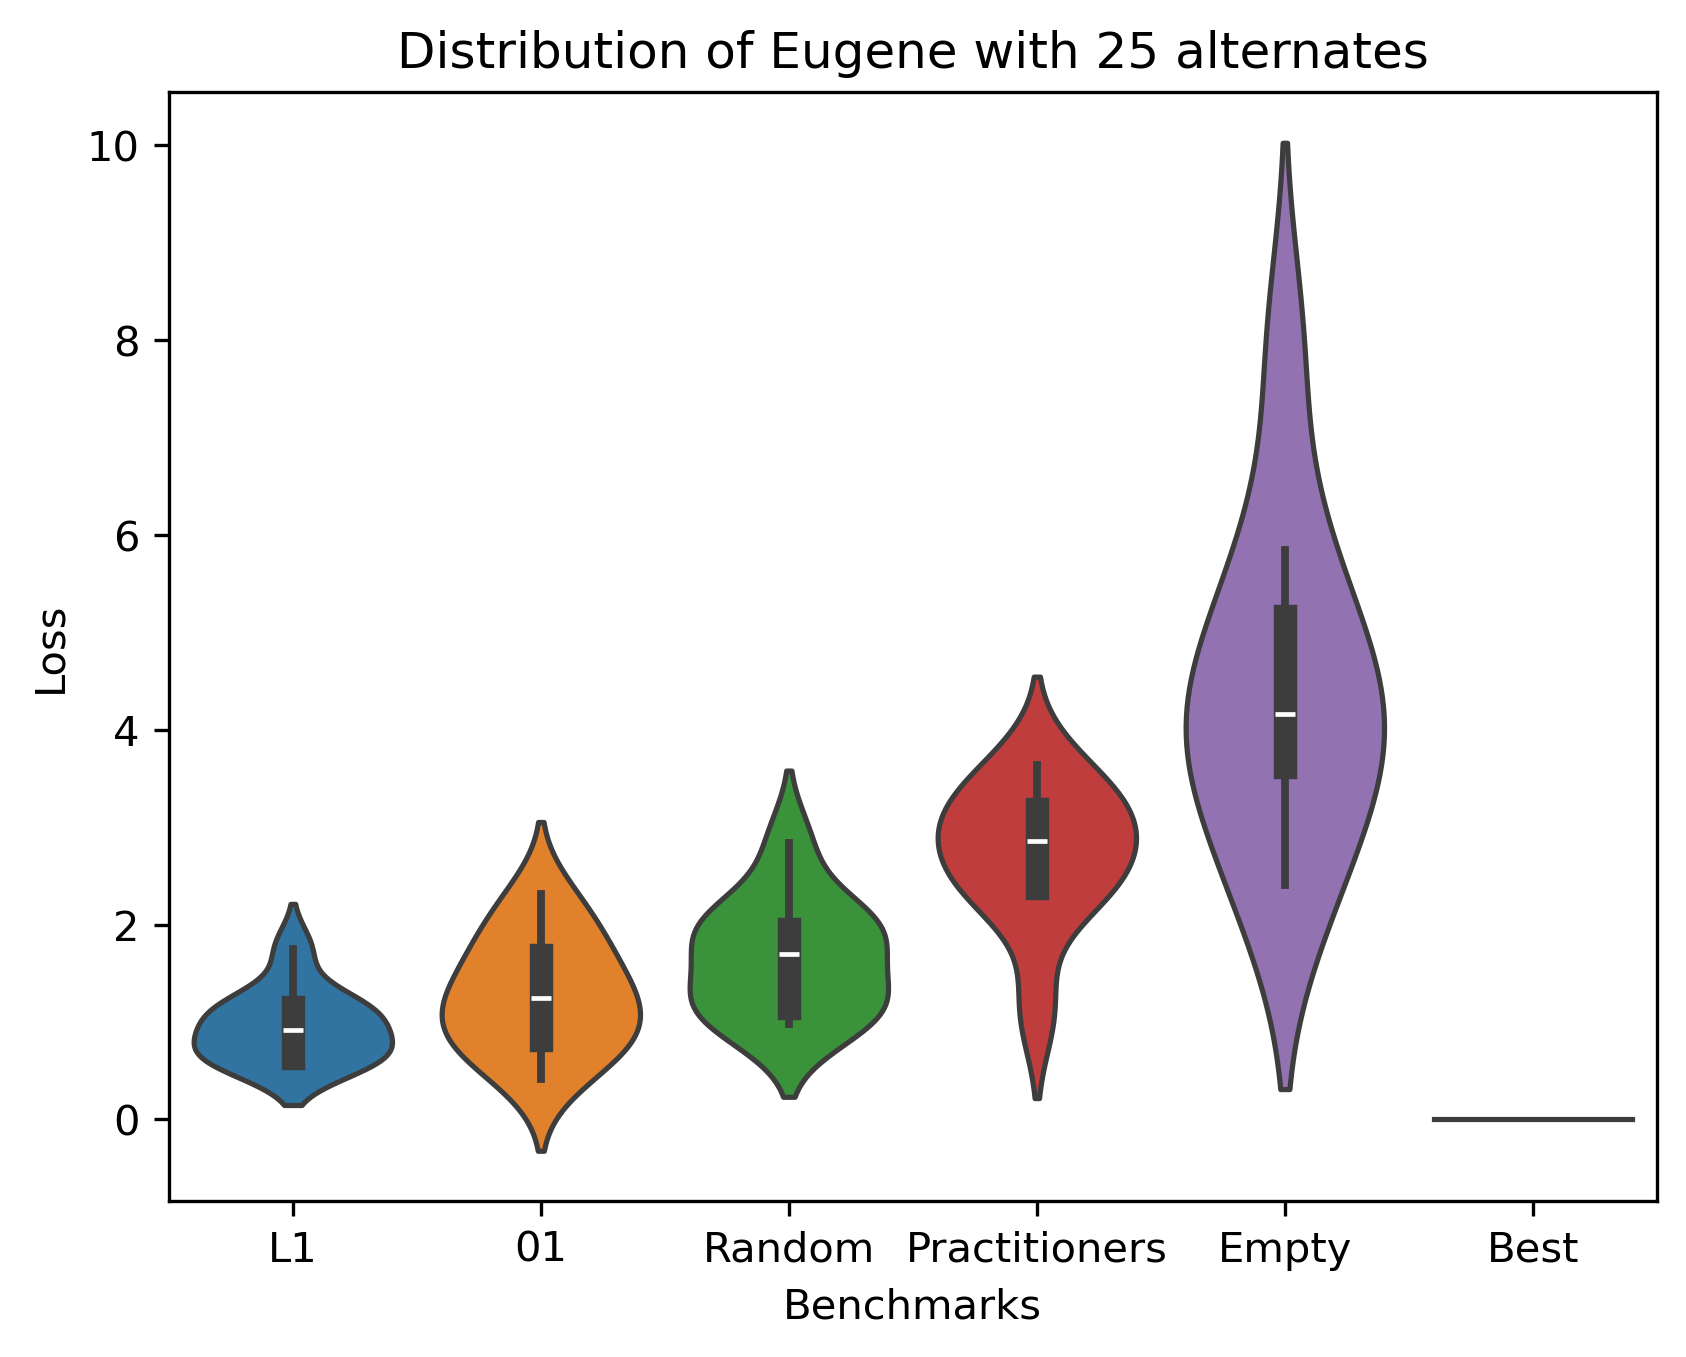 Distribution of Eugene with 25 alternates
10
8
6
4
2
0
Loss
L1 01 Random Practitioners Empty Best
Benchmarks